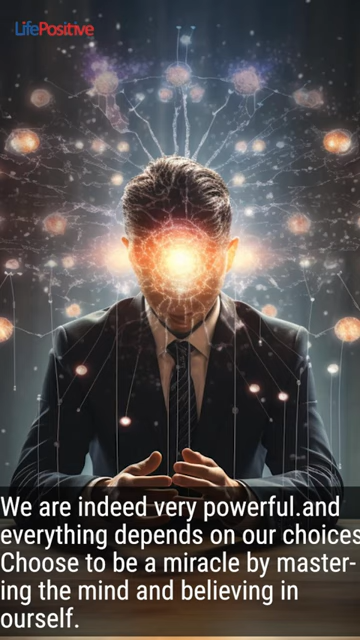 LifePositive
We are indeed very powerful.and
everything depends on our choices
Choose to be a miracle by master-
ing the mind and believing in
ourself.